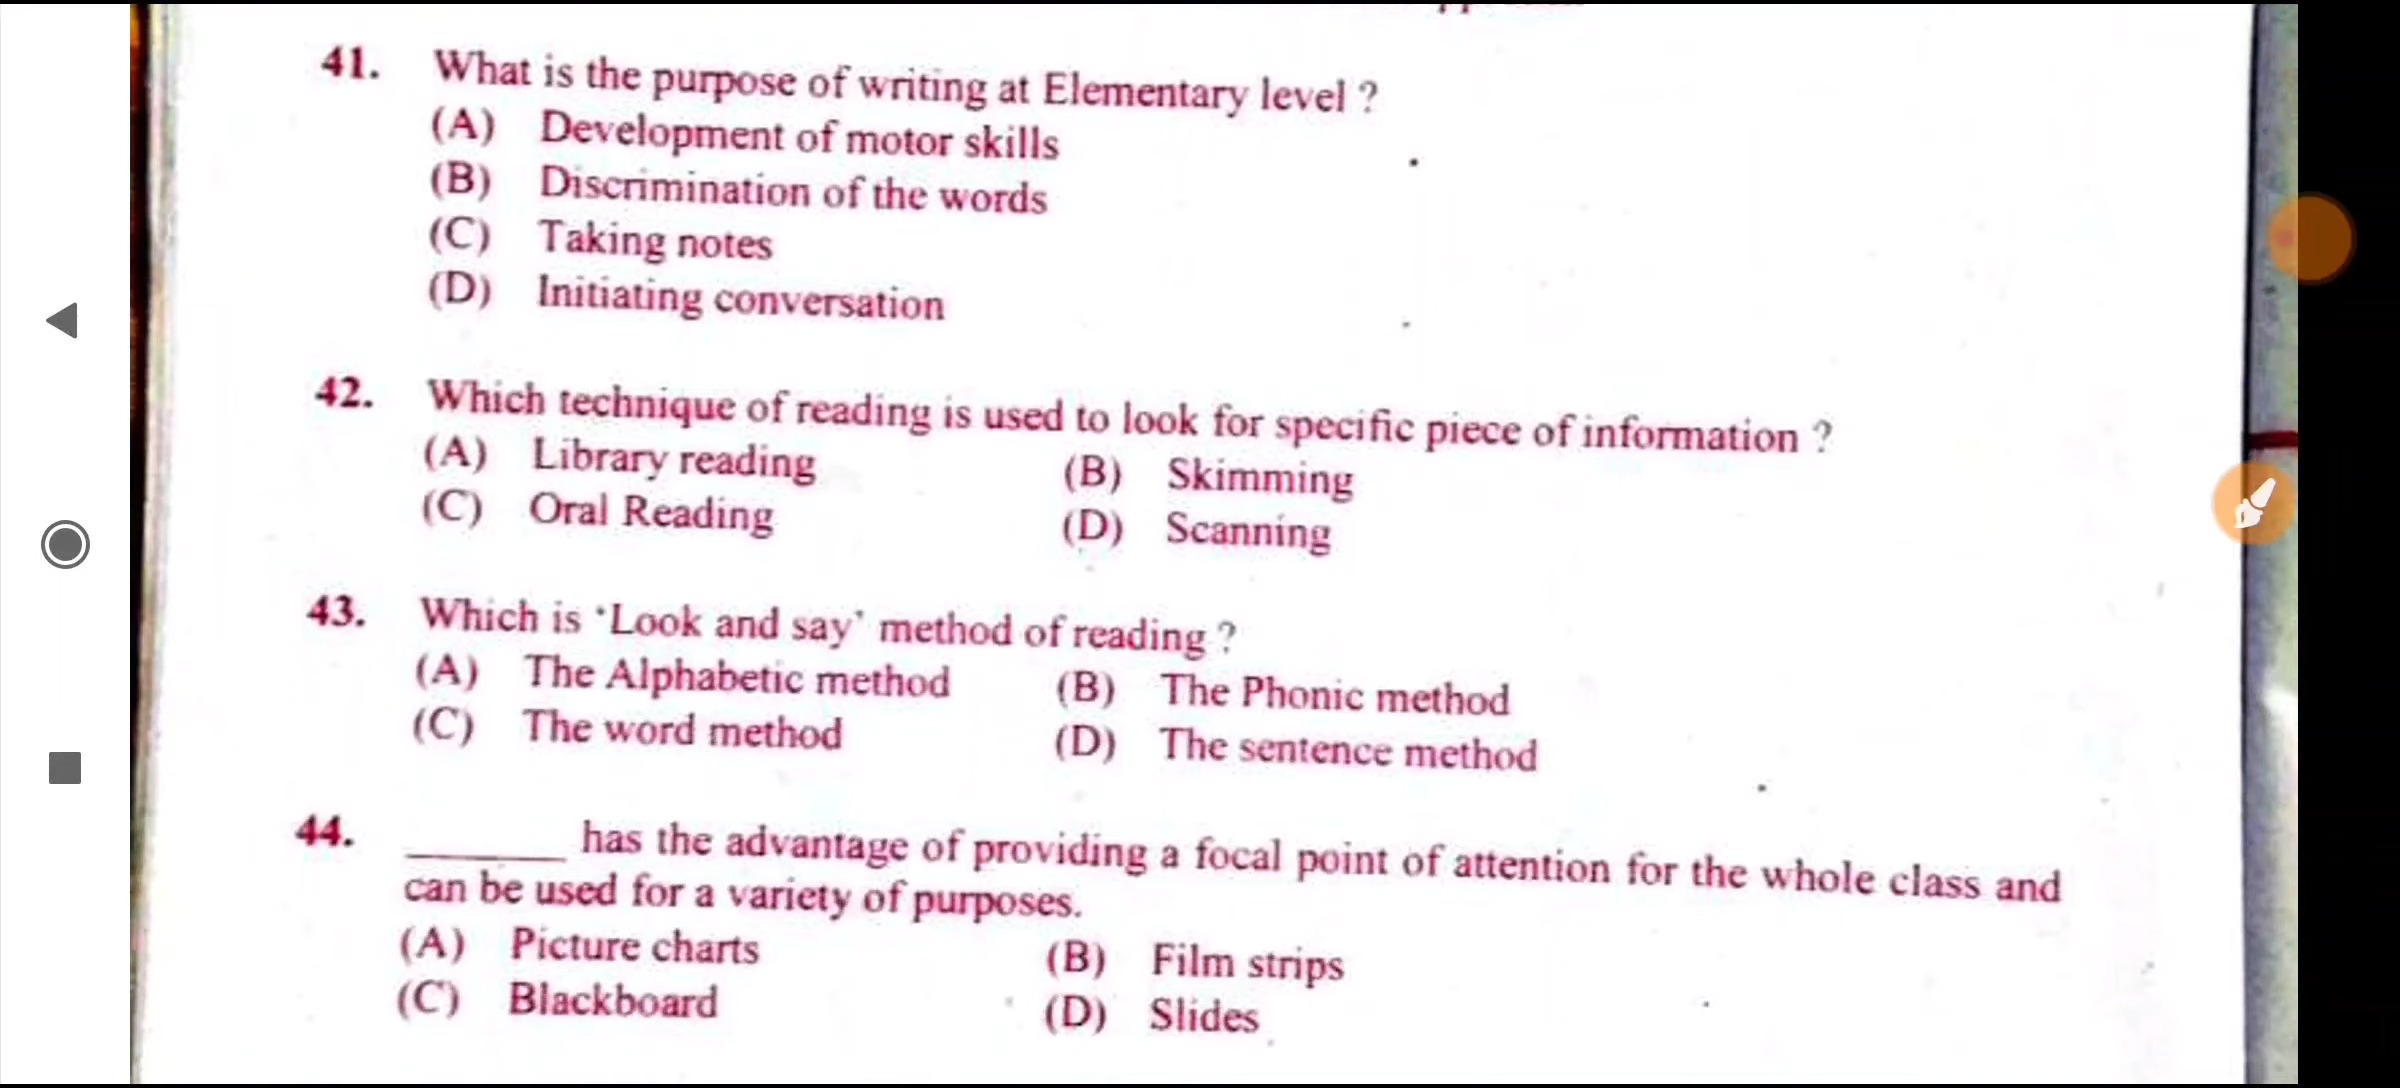 41. What is the purpose of writing at Elementary level ?
(A) Development of motor skills
(B) Discrimination of the words
(C) Taking notes
(D) Initiating conversation
42. Which technique of reading is used to look for specific piece of information ?
(A) Library reading (B) Skimming
(C) Oral Reading (D) Scanning
43. Which is ‘Look and say’ method of reading ?
(A) The Alphabetic method (B) The Phonic method
(C) The word method (D) The sentence method
44. ______ has the advantage of providing a focal point of attention for the whole class and
can be used for a variety of purposes.
(A) Picture charts (B) Film strips
(C) Blackboard (D) Slides